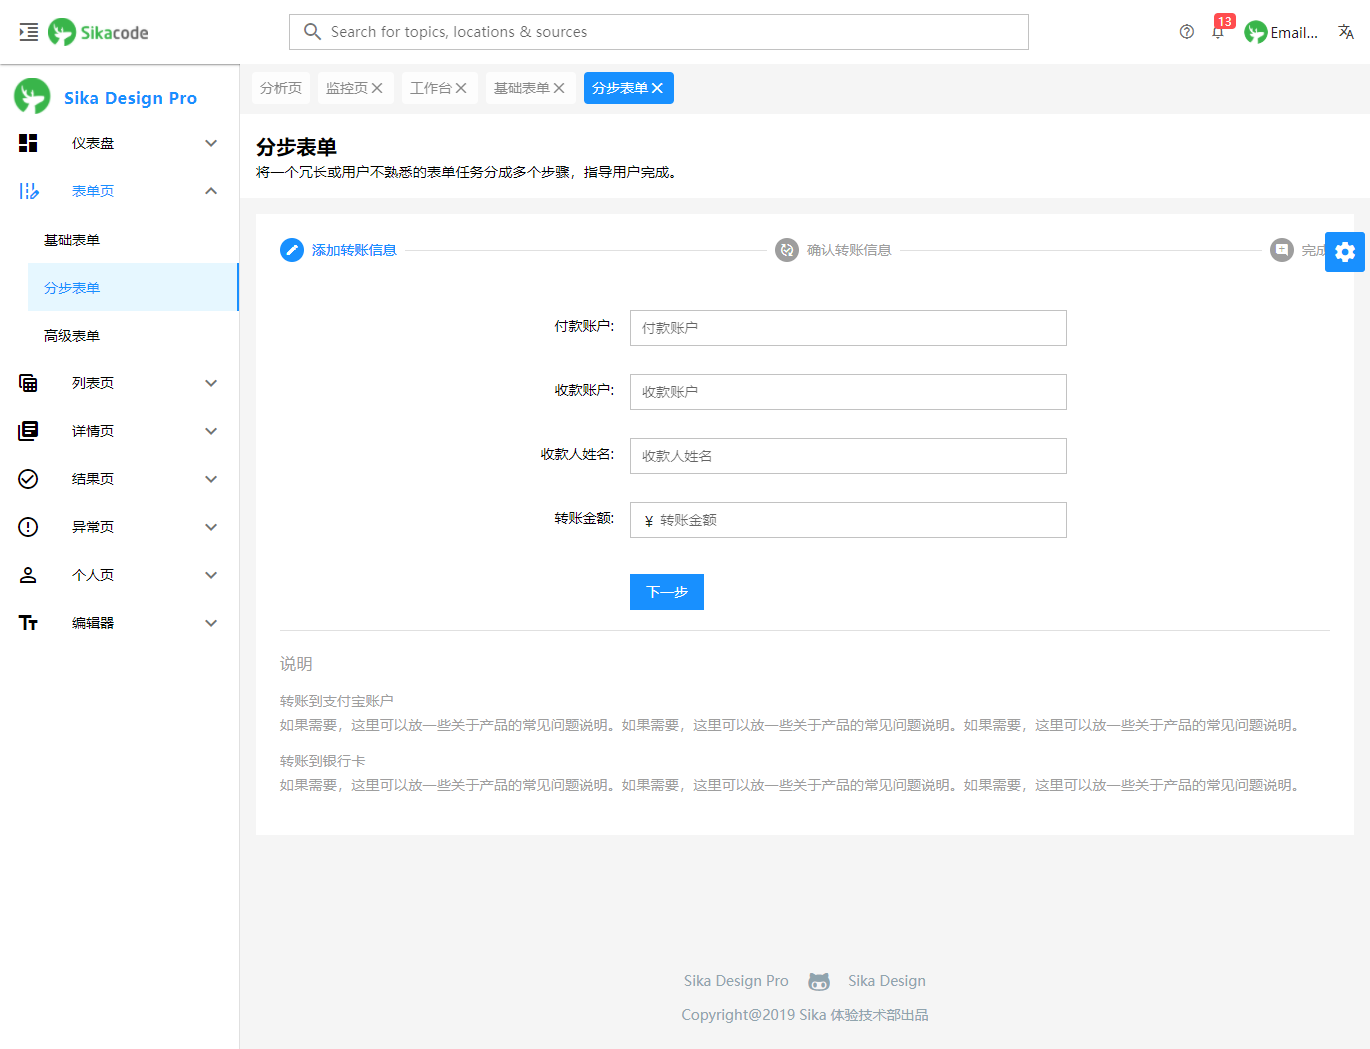 Sikacode
Search for topics, locations & sources
13
Email...
Sika Design Pro
仪表盘
表单页
基础表单
分步表单
高级表单
列表页
详情页
结果页
异常页
个人页
编辑器
分析页
监控页
工作台
基础表单
分步表单
分步表单
将一个冗长或用户不熟悉的表单任务分成多个步骤，指导用户完成。
添加转账信息
确认转账信息
完成
付款账户:
付款账户
收款账户:
收款账户
收款人姓名:
收款人姓名
转账金额:
¥ 转账金额
下一步
说明
转账到支付宝账户
如果需要，这里可以放一些关于产品的常见问题说明。如果需要，这里可以放一些关于产品的常见问题说明。如果需要，这里可以放一些关于产品的常见问题说明。
转账到银行卡
如果需要，这里可以放一些关于产品的常见问题说明。如果需要，这里可以放一些关于产品的常见问题说明。如果需要，这里可以放一些关于产品的常见问题说明。
Sika Design Pro
Sika Design
Copyright@2019 Sika 体验技术部出品